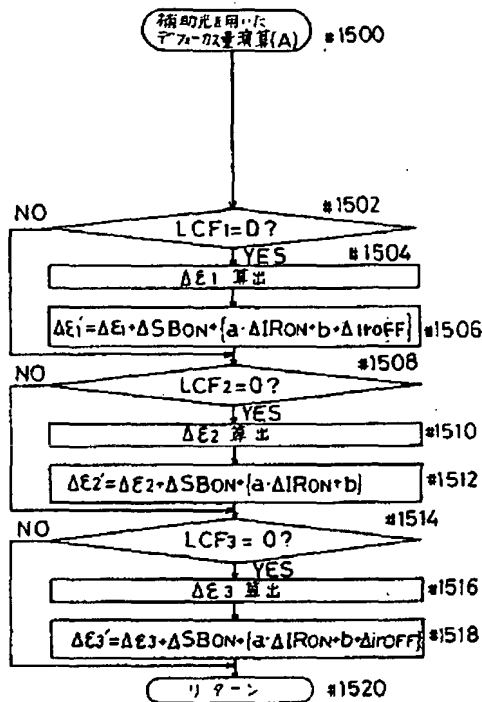 補助光を用いた
デフォーカス量演算(A) #1500
#1502
NO LCF1=0?
YES #1504
Δε1 算出
Δε1'=Δε1+ΔSBON+{a・ΔIRON+b+ΔiroFF} #1506
#1508
NO LCF2=0?
YES
Δε2 算出 #1510
Δε2'=Δε2+ΔSBON+{a・ΔIRON+b} #1512
#1514
NO LCF3=0?
YES
Δε3 算出 #1516
Δε3'=Δε3+ΔSBON+{a・ΔIRON+b+ΔiroFF} #1518
リターン #1520